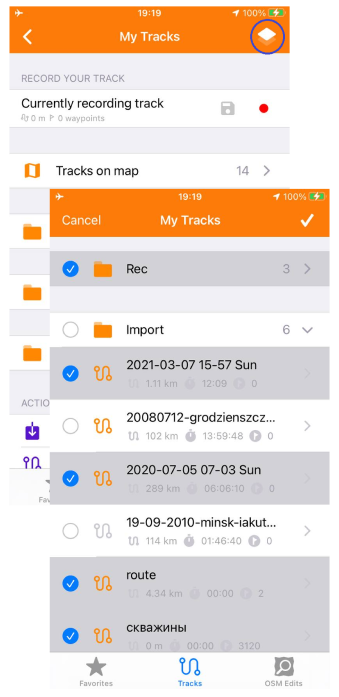 19:19
100%
My Tracks
RECORD YOUR TRACK
Currently recording track
0 m 0 waypoints
Tracks on map 14
ACTIO
Fav
19:19
100%
Cancel My Tracks
Rec 3
Import 6
2021-03-07 15-57 Sun
1.11 km 12:09 0
20080712-grodzienszcz...
102 km 13:59:48 0
2020-07-05 07-03 Sun
289 km 06:06:10 0
19-09-2010-minsk-iakut...
114 km 01:46:40 0
route
4.34 km 00:00 2
скважины
0 m 00:00 3120
Favorites Tracks OSM Edits